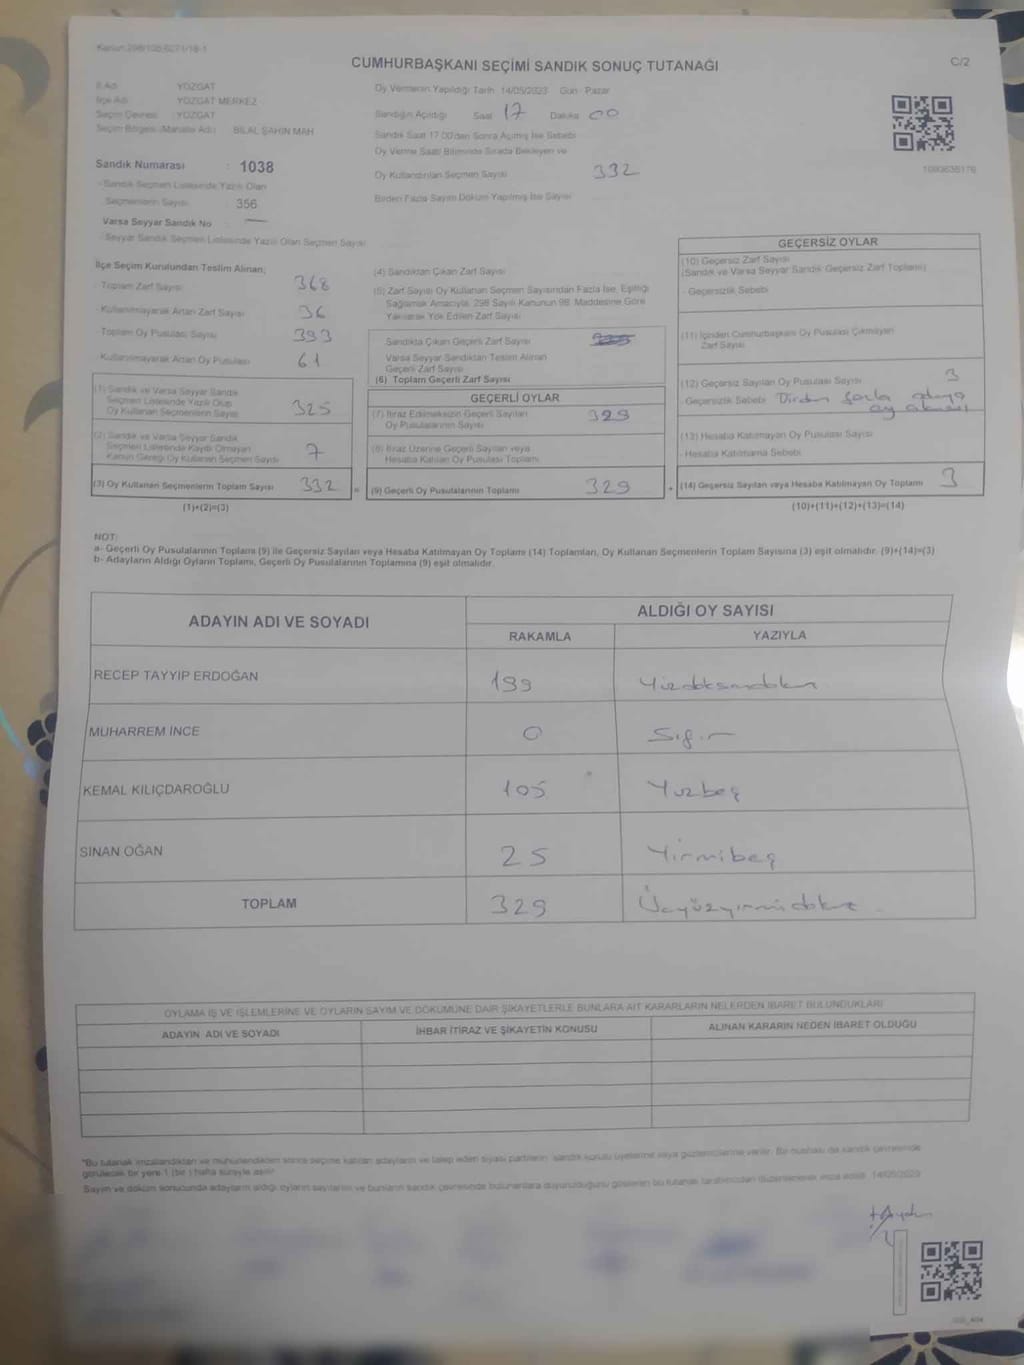 Kanun 298/105,6271/18-1
CUMHURBAŞKANI SEÇİMİ SANDIK SONUÇ TUTANAĞI
C/2
İl Adı : YOZGAT
İlçe Adı : YOZGAT MERKEZ
Seçim Çevresi : YOZGAT
Seçim Bölgesi (Mahalle Adı) : BİLAL ŞAHİN MAH
Oy Vermenin Yapıldığı Tarih 14/05/2023 Gün : Pazar
Sandığın Açıldığı Saat 17 Dakika 00
Sandık Saat 17:00'den Sonra Açılmış İse Sebebi
Oy Verme Saati Bitiminde Sırada Bekleyen ve
Oy Kullandırılan Seçmen Sayısı 332
Birden Fazla Sayım Döküm Yapılmış İse Sayısı
Sandık Numarası : 1038
- Sandık Seçmen Listesinde Yazılı Olan
Seçmenlerin Sayısı : 356
Varsa Seyyar Sandık No : —
- Seyyar Sandık Seçmen Listesinde Yazılı Olan Seçmen Sayısı
İlçe Seçim Kurulundan Teslim Alınan;
- Toplam Zarf Sayısı 368
- Kullanılmayarak Artan Zarf Sayısı 36
- Toplam Oy Pusulası Sayısı 393
- Kullanılmayarak Artan Oy Pusulası 61
(1) Sandık ve Varsa Seyyar Sandık
Seçmen Listesinde Yazılı Olup
Oy Kullanan Seçmenlerin Sayısı 325
(2) Sandık ve Varsa Seyyar Sandık
Seçmen Listesinde Kaydı Olmayan
Kanun Gereği Oy Kullanan Seçmen Sayısı 7
(3) Oy Kullanan Seçmenlerin Toplam Sayısı 332
(1)+(2)=(3)
(4) Sandıktan Çıkan Zarf Sayısı
(5) Zarf Sayısı Oy Kullanan Seçmen Sayısından Fazla İse, Eşitliği
Sağlamak Amacıyla, 298 Sayılı Kanunun 98. Maddesine Göre
Yakılarak Yok Edilen Zarf Sayısı
Sandıkta Çıkan Geçerli Zarf Sayısı
Varsa Seyyar Sandıktan Teslim Alınan
Geçerli Zarf Sayısı
(6) Toplam Geçerli Zarf Sayısı
GEÇERLİ OYLAR
(7) İtiraz Edilmeksizin Geçerli Sayılan
Oy Pusulalarının Sayısı 329
(8) İtiraz Üzerine Geçerli Sayılan veya
Hesaba Katılan Oy Pusulası Toplamı
= (9) Geçerli Oy Pusulalarının Toplamı 329
GEÇERSİZ OYLAR
(10) Geçersiz Zarf Sayısı
(Sandık ve Varsa Seyyar Sandık Geçersiz Zarf Toplamı)
- Geçersizlik Sebebi
(11) İçinden Cumhurbaşkanı Oy Pusulası Çıkmayan
Zarf Sayısı
(12) Geçersiz Sayılan Oy Pusulası Sayısı 3
- Geçersizlik Sebebi Birden fazla adaya
oy
(13) Hesaba Katılmayan Oy Pusulası Sayısı
- Hesaba Katılmama Sebebi
+ (14) Geçersiz Sayılan veya Hesaba Katılmayan Oy Toplamı 3
(10)+(11)+(12)+(13)=(14)
NOT:
a- Geçerli Oy Pusulalarının Toplamı (9) ile Geçersiz Sayılan veya Hesaba Katılmayan Oy Toplamı (14) Toplamları, Oy Kullanan Seçmenlerin Toplam Sayısına (3) eşit olmalıdır. (9)+(14)=(3)
b- Adayların Aldığı Oyların Toplamı, Geçerli Oy Pusulalarının Toplamına (9) eşit olmalıdır.
ADAYIN ADI VE SOYADI
ALDIĞI OY SAYISI
RAKAMLA YAZIYLA
RECEP TAYYİP ERDOĞAN 199 Yüzdoksandokuz
MUHARREM İNCE 0 Sıfır
KEMAL KILIÇDAROĞLU 105 Yuzbeş
SİNAN OĞAN 25 Yirmibeş
TOPLAM 329 Üçyüzyirmidokuz
OYLAMA İŞ VE İŞLEMLERİNE VE OYLARIN SAYIM VE DÖKÜMÜNE DAİR ŞİKAYETLERLE BUNLARA AİT KARARLARIN NELERDEN İBARET BULUNDUKLARI
ADAYIN ADI VE SOYADI İHBAR İTİRAZ VE ŞİKAYETİN KONUSU ALINAN KARARIN NEDEN İBARET OLDUĞU
"Bu tutanak imzalandıktan ve mühürlendikten sonra seçime katılan adayların ve talep eden siyasi partilerin sandık kurulu üyelerine veya gözlemcilerine verilir. Bir nüshası da sandık çevresinde
görülecek bir yere 1 (bir) hafta süreyle asılır.
Sayım ve döküm sonucunda adayların aldığı oyların sayılarını ve bunların sandık çevresinde bulunanlara duyurulduğunu gösteren bu tutanak tarafımızdan düzenlenerek imza edildi. 14/05/2023